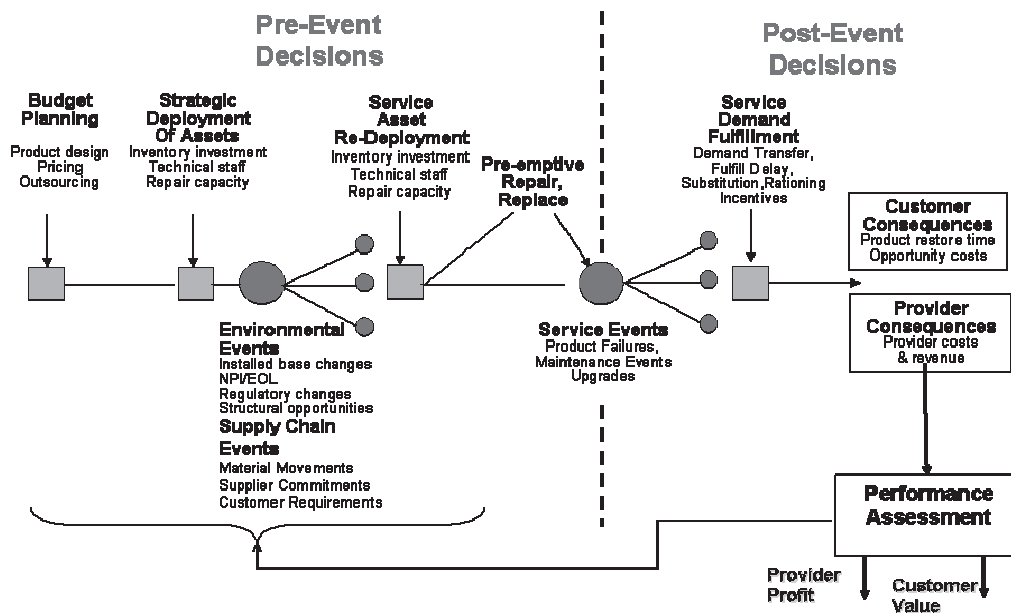 Pre-Event
Decisions
Post-Event
Decisions
Budget
Planning
Product design
Pricing
Outsourcing
Strategic
Deployment
Of Assets
Inventory investment
Technical staff
Repair capacity
Service
Asset
Re-Deployment
Inventory investment
Technical staff
Repair capacity
Pre-emptive
Repair,
Replace
Service
Demand
Fulfillment
Demand Transfer,
Fulfill Delay,
Substitution,Rationing
Incentives
Customer
Consequences
Product restore time
Opportunity costs
Provider
Consequences
Provider costs
& revenue
Environmental
Events
Installed base changes
NPI/EOL
Regulatory changes
Structural opportunities
Supply Chain
Events
Material Movements
Supplier Commitments
Customer Requirements
Service Events
Product Failures,
Maintenance Events
Upgrades
Performance
Assessment
Provider
Profit
Customer
Value